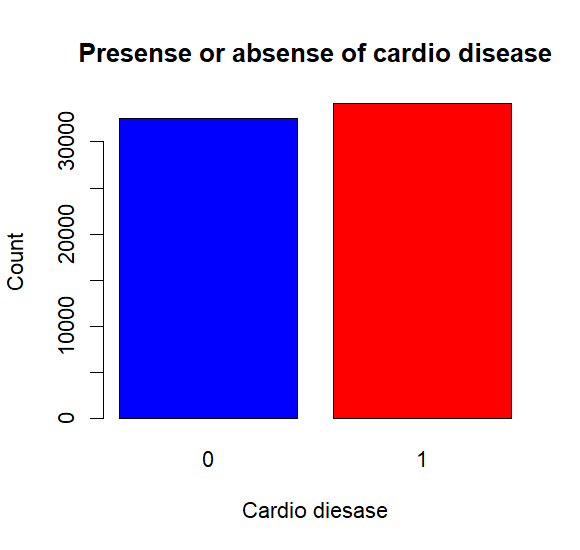 Presense or absense of cardio disease
Count
30000
20000
10000
0
0 1
Cardio diesase